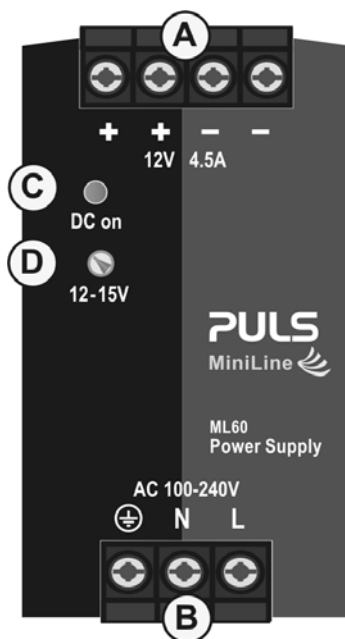 A
+ + − −
12V 4.5A
C
DC on
D
12-15V
PULS
MiniLine
ML60
Power Supply
AC 100-240V
N L
B